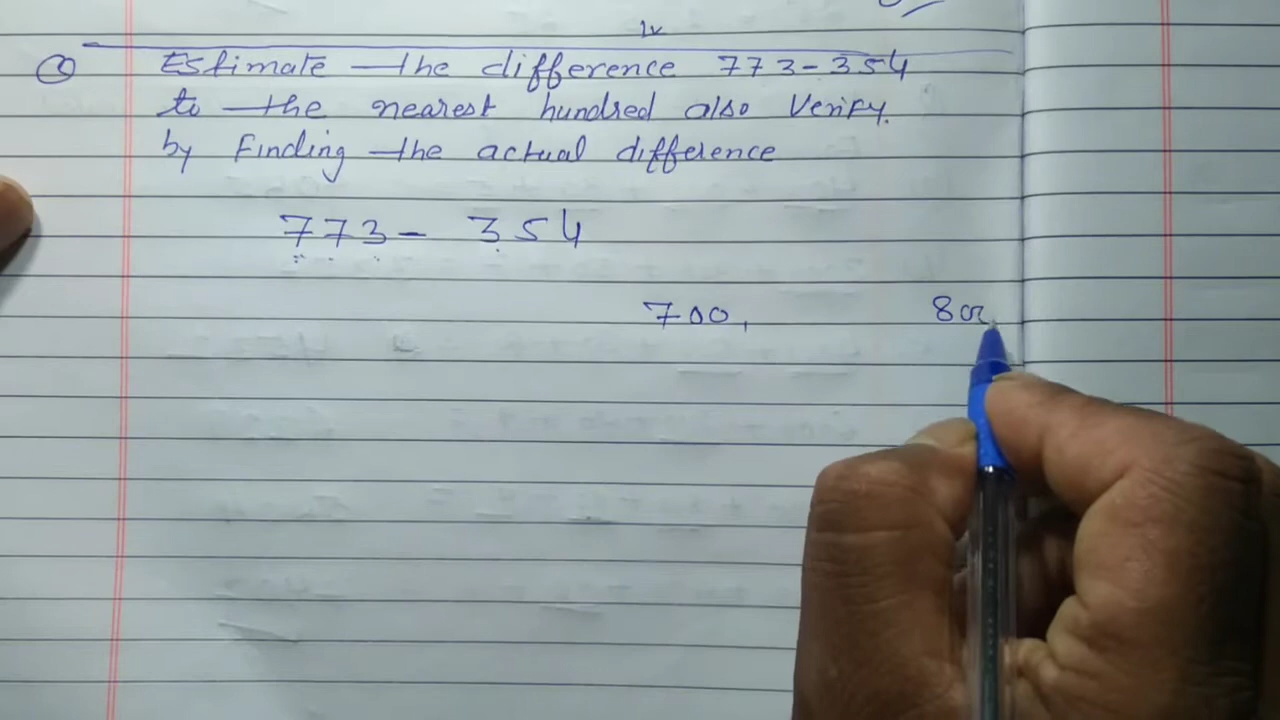 Estimate the difference 773-354
to the nearest hundred also Verify.
by Finding the actual difference
773 - 354
700, 800